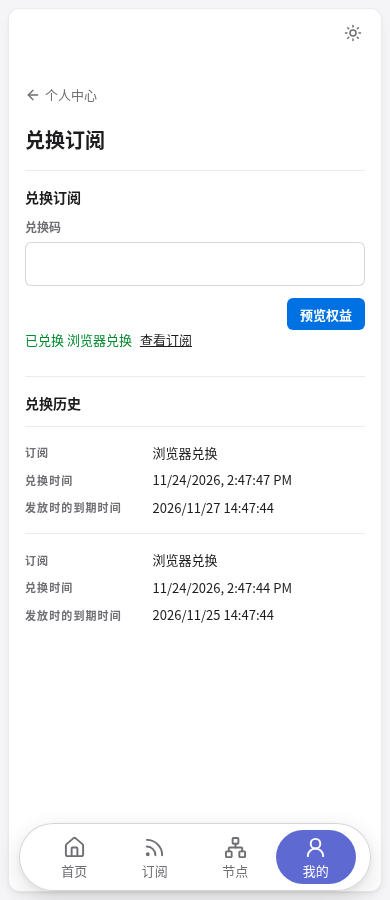 个人中心
兑换订阅
兑换订阅
兑换码
预览权益
已兑换 浏览器兑换 查看订阅
兑换历史
订阅 浏览器兑换
兑换时间 11/24/2026, 2:47:47 PM
发放时的到期时间 2026/11/27 14:47:44
订阅 浏览器兑换
兑换时间 11/24/2026, 2:47:44 PM
发放时的到期时间 2026/11/25 14:47:44
首页 订阅 节点 我的